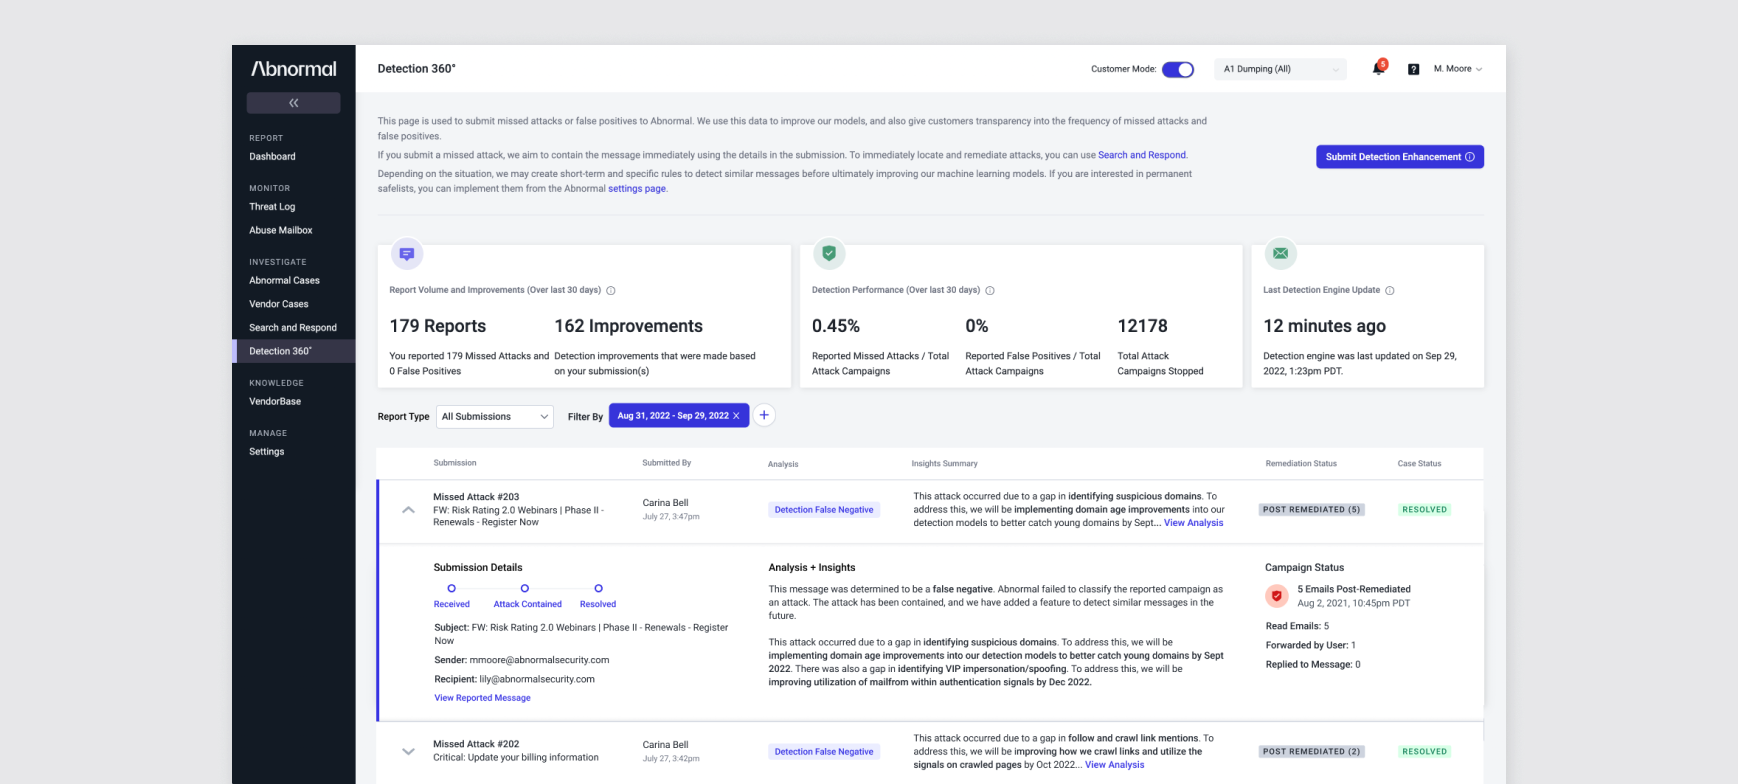 Abnormal
REPORT
Dashboard
MONITOR
Threat Log
Abuse Mailbox
INVESTIGATE
Abnormal Cases
Vendor Cases
Search and Respond
Detection 360°
KNOWLEDGE
VendorBase
MANAGE
Settings
Detection 360°
Customer Mode:
A1 Dumping (All)
5
?
M. Moore
This page is used to submit missed attacks or false positives to Abnormal. We use this data to improve our models, and also give customers transparency into the frequency of missed attacks and
false positives.
If you submit a missed attack, we aim to contain the message immediately using the details in the submission. To immediately locate and remediate attacks, you can use Search and Respond.
Depending on the situation, we may create short-term and specific rules to detect similar messages before ultimately improving our machine learning models. If you are interested in permanent
safelists, you can implement them from the Abnormal settings page.
Submit Detection Enhancement
Report Volume and Improvements (Over last 30 days)
179 Reports
You reported 179 Missed Attacks and
0 False Positives
162 Improvements
Detection improvements that were made based
on your submission(s)
Detection Performance (Over last 30 days)
0.45%
Reported Missed Attacks / Total
Attack Campaigns
0%
Reported False Positives / Total
Attack Campaigns
12178
Total Attack
Campaigns Stopped
Last Detection Engine Update
12 minutes ago
Detection engine was last updated on Sep 29,
2022, 1:23pm PDT.
Report Type
All Submissions
Filter By
Aug 31, 2022 - Sep 29, 2022
Submission
Submitted By
Analysis
Insights Summary
Remediation Status
Case Status
Missed Attack #203
FW: Risk Rating 2.0 Webinars | Phase II -
Renewals - Register Now
Carina Bell
July 27, 3:47pm
Detection False Negative
This attack occurred due to a gap in identifying suspicious domains. To
address this, we will be implementing domain age improvements into our
detection models to better catch young domains by Sept... View Analysis
POST REMEDIATED (5)
RESOLVED
Submission Details
Received
Attack Contained
Resolved
Subject: FW: Risk Rating 2.0 Webinars | Phase II - Renewals - Register
Now
Sender: mmoore@abnormalsecurity.com
Recipient: lily@abnormalsecurity.com
View Reported Message
Analysis + Insights
This message was determined to be a false negative. Abnormal failed to classify the reported campaign as
an attack. The attack has been contained, and we have added a feature to detect similar messages in the
future.
This attack occurred due to a gap in identifying suspicious domains. To address this, we will be
implementing domain age improvements into our detection models to better catch young domains by Sept
2022. There was also a gap in identifying VIP impersonation/spoofing. To address this, we will be
improving utilization of mailfrom within authentication signals by Dec 2022.
Campaign Status
5 Emails Post-Remediated
Aug 2, 2021, 10:45pm PDT
Read Emails: 5
Forwarded by User: 1
Replied to Message: 0
Missed Attack #202
Critical: Update your billing information
Carina Bell
July 27, 3:42pm
Detection False Negative
This attack occurred due to a gap in follow and crawl link mentions. To
address this, we will be improving how we crawl links and utilize the
signals on crawled pages by Oct 2022... View Analysis
POST REMEDIATED (2)
RESOLVED